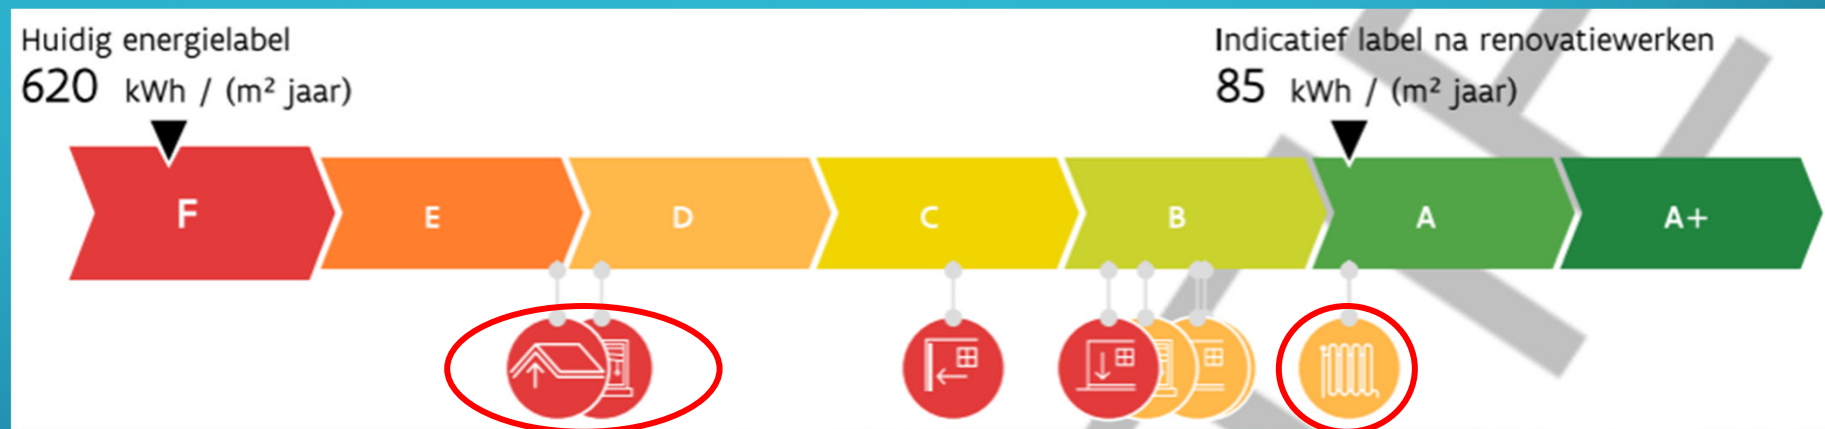 Huidig energielabel
620 kWh / (m² jaar)
Indicatief label na renovatiewerken
85 kWh / (m² jaar)
F
E
D
C
B
A
A+